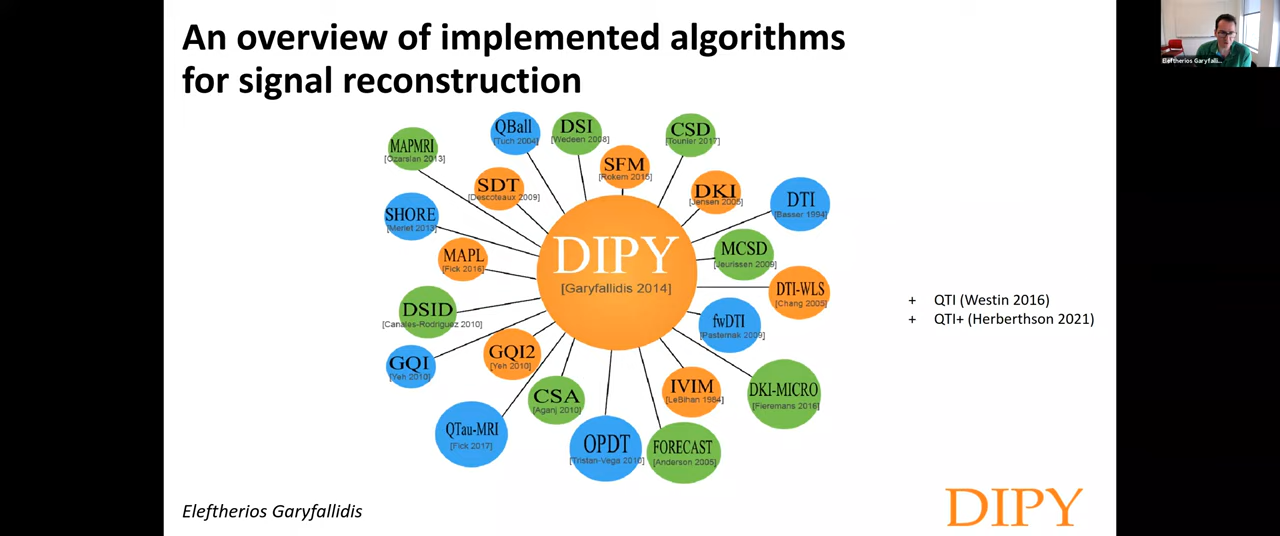 An overview of implemented algorithms
for signal reconstruction
Eleftherios Garyfalli...
QBall
[Tuch 2004]
DSI
[Wedeen 2008]
CSD
[Tournier 2017]
MAPMRI
[Ozarslan 2013]
SFM
[Rokem 2015]
SDT
[Descoteaux 2009]
DKI
[Jensen 2005]
DTI
[Basser 1994]
SHORE
[Merlet 2013]
MAPL
[Fick 2016]
DIPY
[Garyfallidis 2014]
MCSD
[Jeurissen 2009]
DTI-WLS
[Chang 2005]
DSID
[Canales-Rodriguez 2010]
fwDTI
[Pasternak 2009]
GQI
[Yeh 2010]
GQI2
[Yeh 2010]
CSA
[Aganj 2010]
IVIM
[LeBihan 1984]
DKI-MICRO
[Fieremans 2016]
QTau-MRI
[Fick 2017]
OPDT
[Tristan-Vega 2010]
FORECAST
[Anderson 2005]
+ QTI (Westin 2016)
+ QTI+ (Herberthson 2021)
Eleftherios Garyfallidis
DIPY